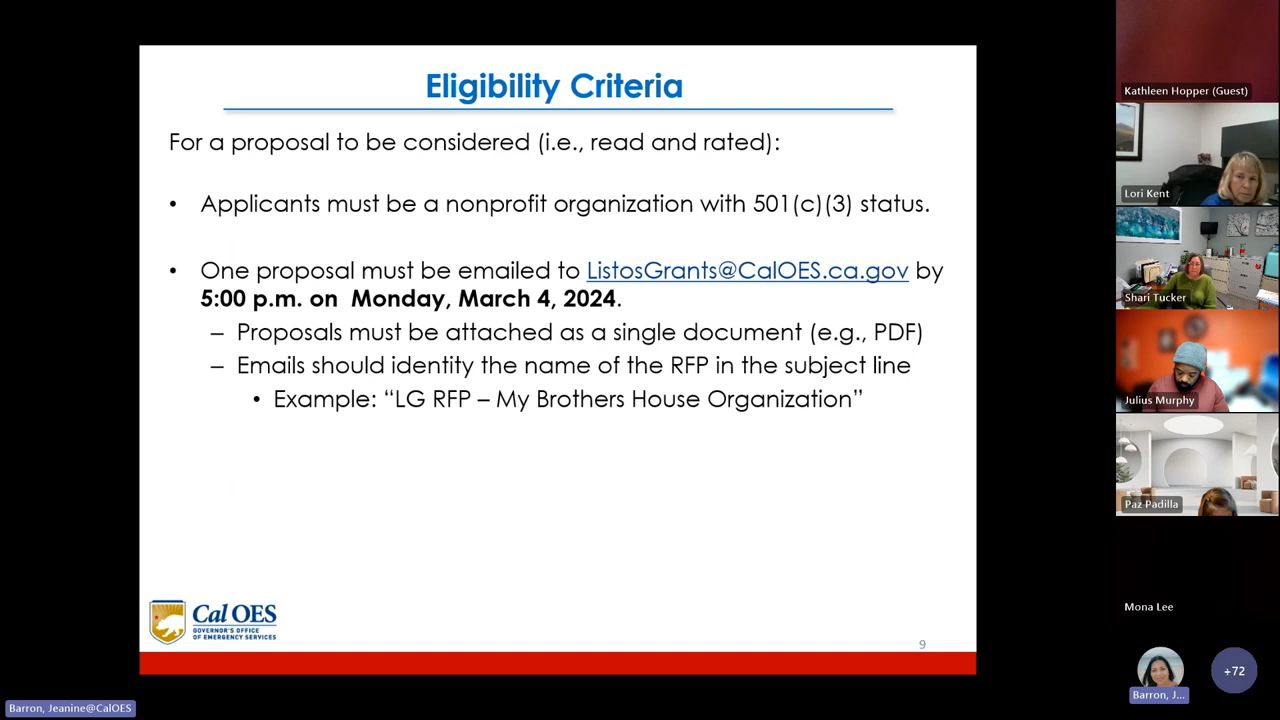 Eligibility Criteria
For a proposal to be considered (i.e., read and rated):
• Applicants must be a nonprofit organization with 501(c)(3) status.
• One proposal must be emailed to ListosGrants@CalOES.ca.gov by
5:00 p.m. on Monday, March 4, 2024.
– Proposals must be attached as a single document (e.g., PDF)
– Emails should identity the name of the RFP in the subject line
• Example: “LG RFP – My Brothers House Organization”
Cal OES
GOVERNOR'S OFFICE
OF EMERGENCY SERVICES
9
Kathleen Hopper (Guest)
Lori Kent
Shari Tucker
Julius Murphy
Paz Padilla
Mona Lee
Barron, J...
+72
Barron, Jeanine@CalOES